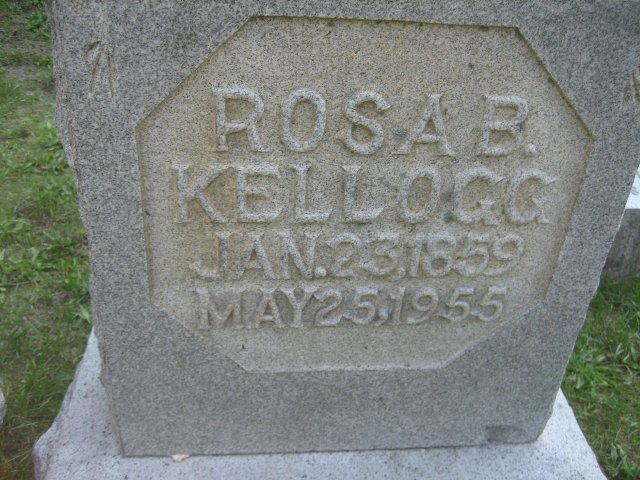 ROSA B.
KELLOGG
JAN. 23, 1859
MAY 25, 1955